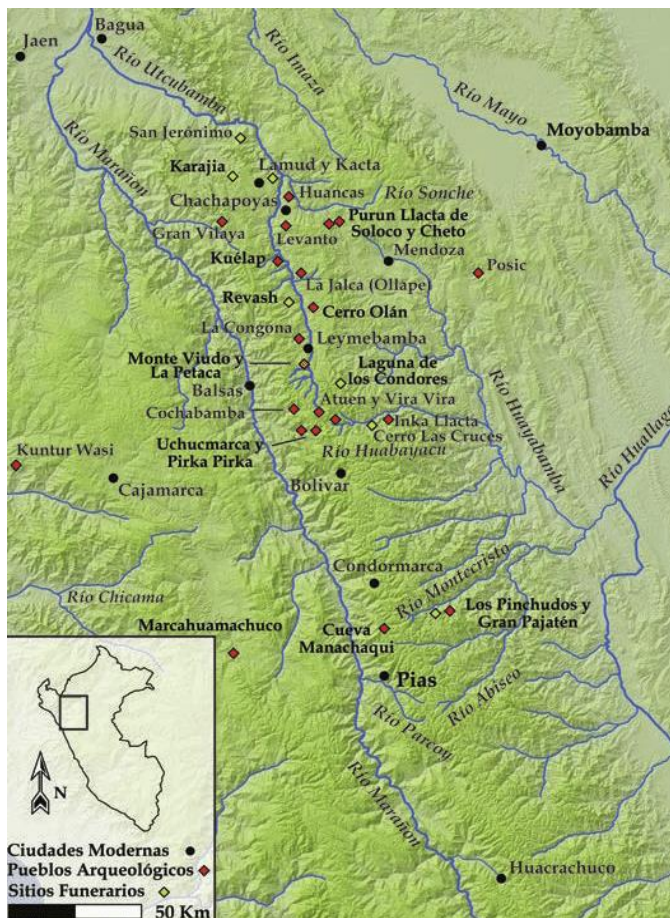 Bagua
Jaen
Río Utcubamba
Río Imaza
Río Mayo
Moyobamba
San Jerónimo
Río Marañon
Karajia
Lamud y Kacta
Huancas
Río Sonche
Chachapoyas
Purun Llacta de
Soloco y Cheto
Gran Vilaya
Levanto
Mendoza
Kuélap
Posic
La Jalca (Ollape)
Revash
Cerro Olán
La Congona
Leymebamba
Monte Viudo y
La Petaca
Laguna de
los Cóndores
Balsas
Atuen y Vira Vira
Cochabamba
Inka Llacta
Cerro Las Cruces
Uchucmarca y
Pirka Pirka
Río Huabayacu
Río Huayabamba
Río Huallaga
Kuntur Wasi
Cajamarca
Bolivar
Condormarca
Río Montecristo
Río Chicama
Los Pinchudos y
Gran Pajatén
Marcahuamachuco
Cueva
Manachaqui
Pias
Río Abiseo
Río Parcoy
Río Marañon
Huacrachuco
N
Ciudades Modernas
Pueblos Arqueológicos
Sitios Funerarios
50 Km